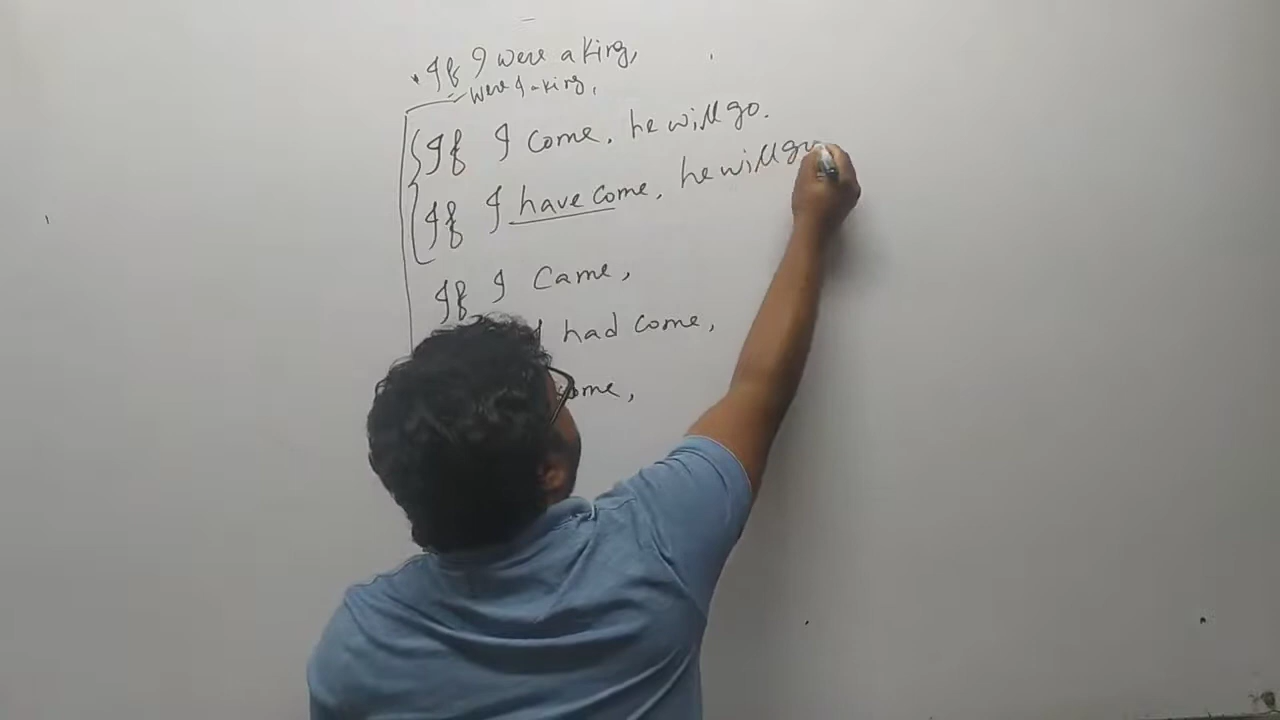 If I were a king,
were I a king,
If I come, he will go.
If I have come, he will go
If I came,
I had come,
come,